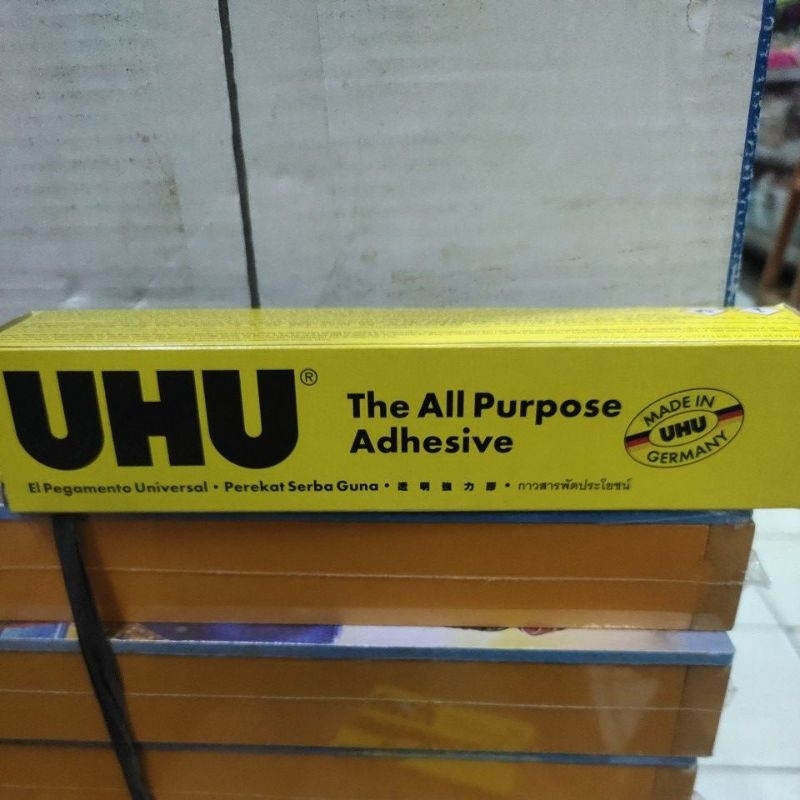 UHU®
The All Purpose
Adhesive
El Pegamento Universal • Perekat Serba Guna • 透明強力膠 • กาวสารพัดประโยชน์
MADE IN
UHU
GERMANY